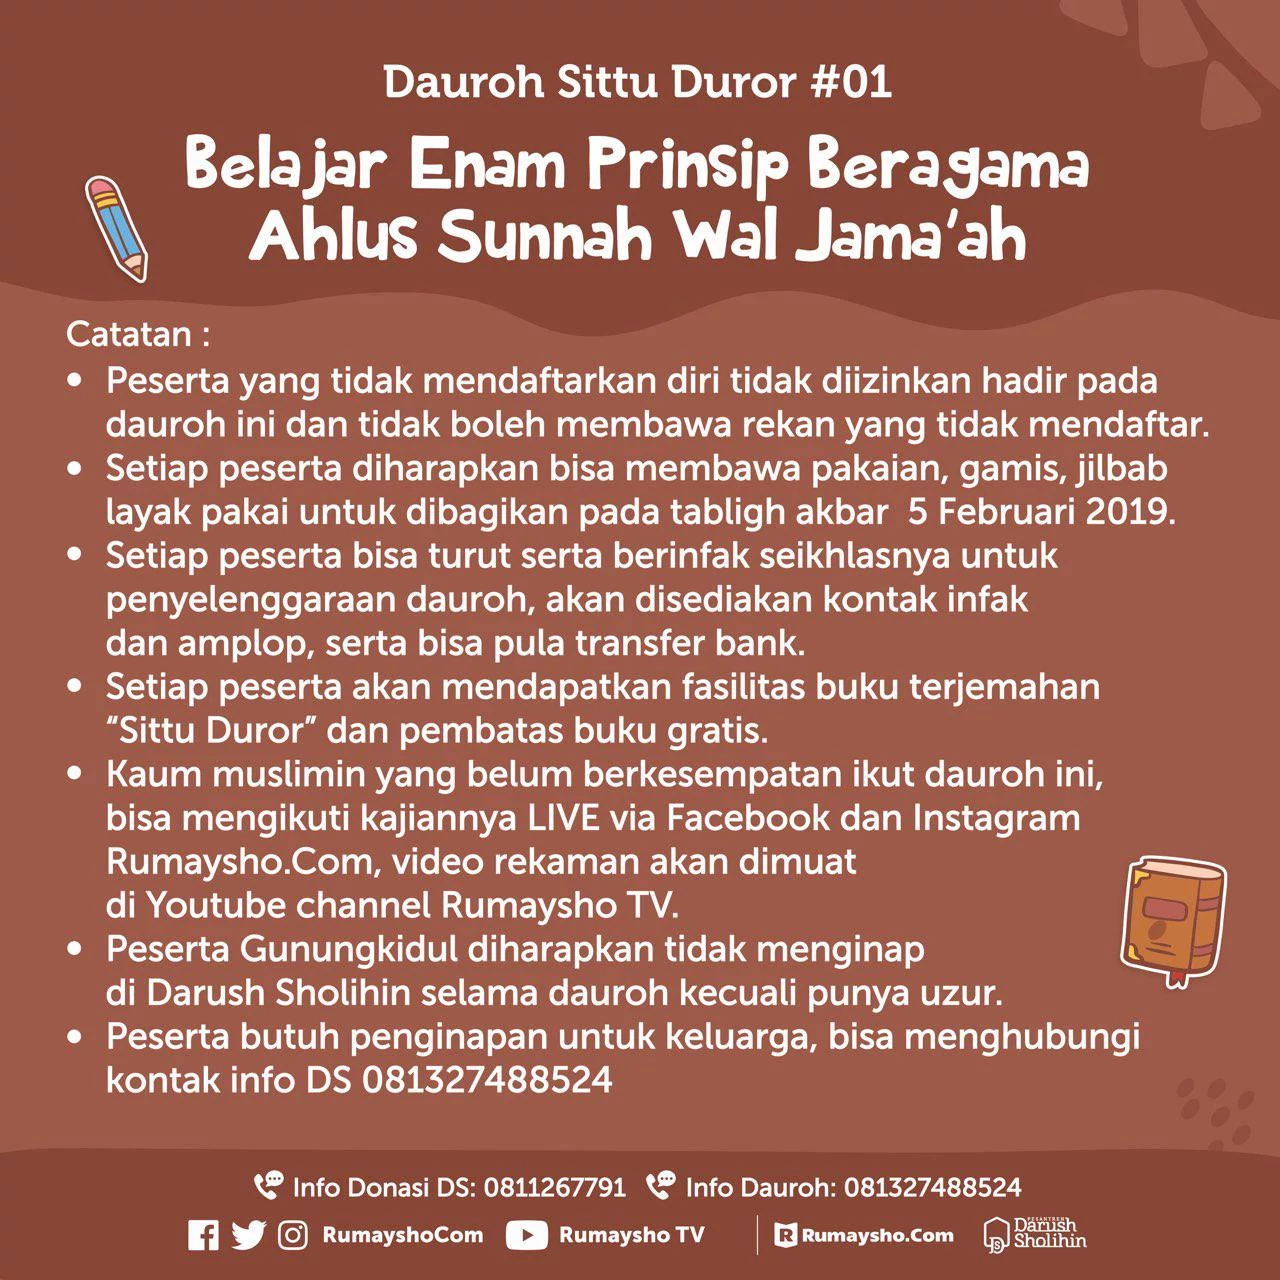 Dauroh Sittu Duror #01
Belajar Enam Prinsip Beragama
Ahlus Sunnah Wal Jama'ah
Catatan :
• Peserta yang tidak mendaftarkan diri tidak diizinkan hadir pada
dauroh ini dan tidak boleh membawa rekan yang tidak mendaftar.
• Setiap peserta diharapkan bisa membawa pakaian, gamis, jilbab
layak pakai untuk dibagikan pada tabligh akbar 5 Februari 2019.
• Setiap peserta bisa turut serta berinfak seikhlasnya untuk
penyelenggaraan dauroh, akan disediakan kontak infak
dan amplop, serta bisa pula transfer bank.
• Setiap peserta akan mendapatkan fasilitas buku terjemahan
“Sittu Duror” dan pembatas buku gratis.
• Kaum muslimin yang belum berkesempatan ikut dauroh ini,
bisa mengikuti kajiannya LIVE via Facebook dan Instagram
Rumaysho.Com, video rekaman akan dimuat
di Youtube channel Rumaysho TV.
• Peserta Gunungkidul diharapkan tidak menginap
di Darush Sholihin selama dauroh kecuali punya uzur.
• Peserta butuh penginapan untuk keluarga, bisa menghubungi
kontak info DS 081327488524
Info Donasi DS: 0811267791 Info Dauroh: 081327488524
RumayshoCom Rumaysho TV Rumaysho.Com
PESANTREN
Darush
Sholihin